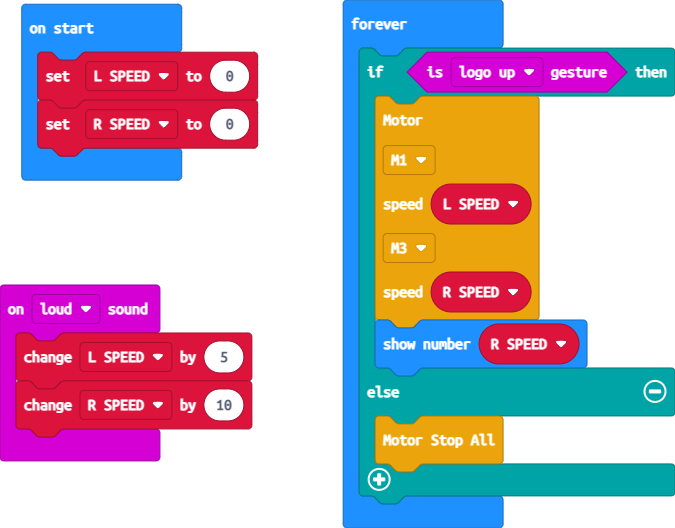 on start
set L SPEED to 0
set R SPEED to 0
on loud sound
change L SPEED by 5
change R SPEED by 10
forever
if is logo up gesture then
Motor
M1
speed L SPEED
M3
speed R SPEED
show number R SPEED
else
Motor Stop All